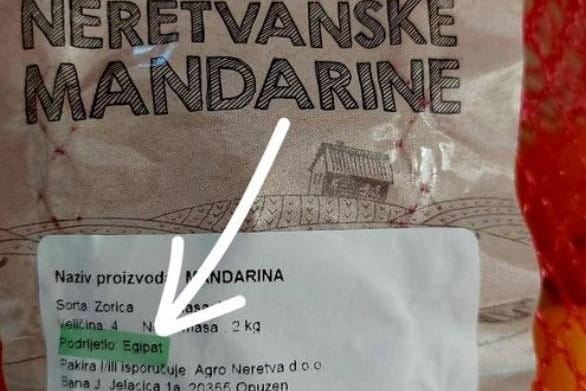 NERETVANSKE
MANDARINE
Naziv proizvoda MANDARINA
Sorta: Zorica
Veličina: 4 masa: 2 kg
Podrijetlo: Egipat
Pakira i/ili isporučuje: Agro Neretva d.o.o.
Bana J. Jelačića 1a, 20355 Opuzen